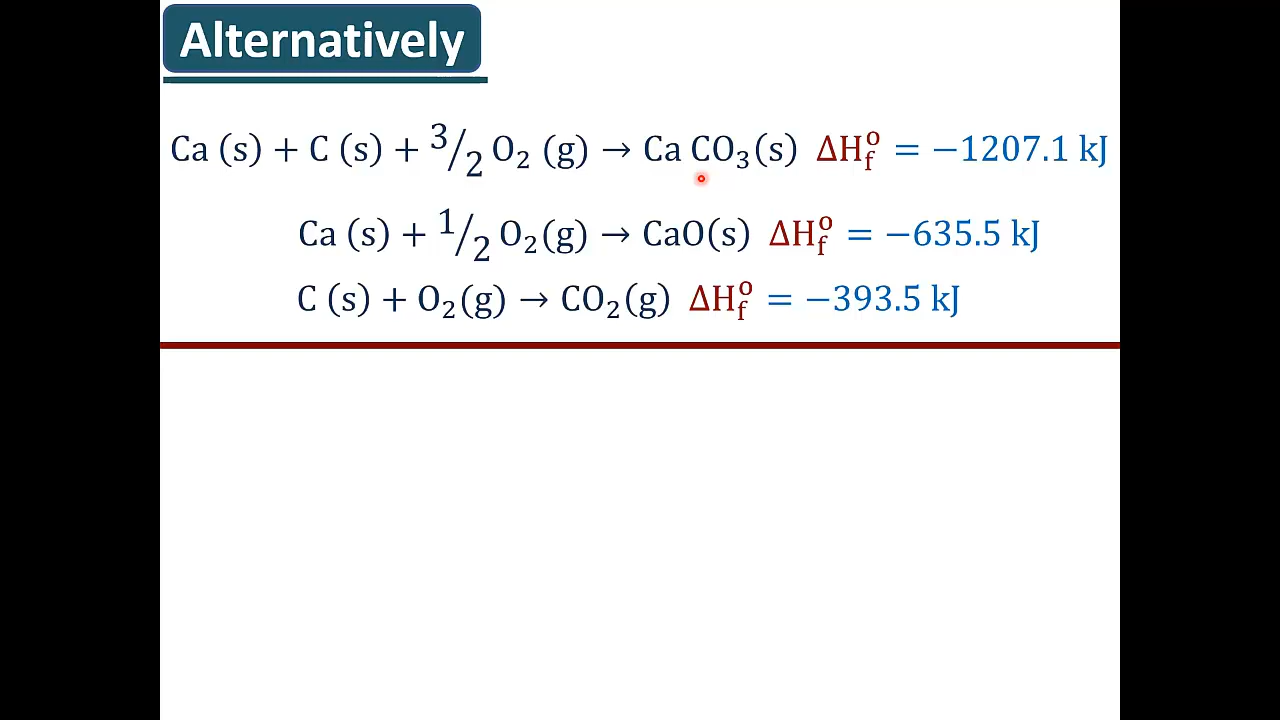 Alternatively
Ca (s) + C (s) + 3/2 O₂ (g) → Ca CO₃(s) ΔH°f = −1207.1 kJ
Ca (s) + 1/2 O₂(g) → CaO(s) ΔH°f = −635.5 kJ
C (s) + O₂(g) → CO₂(g) ΔH°f = −393.5 kJ